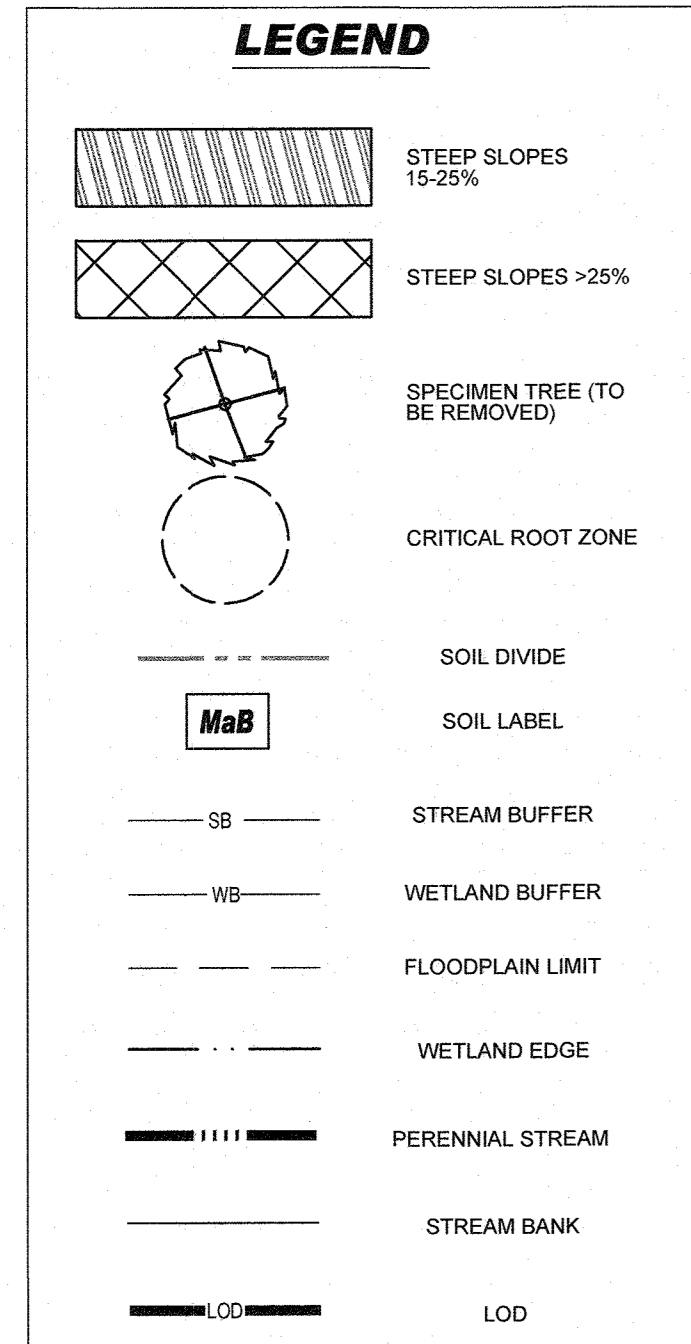 LEGEND
STEEP SLOPES
15-25%
STEEP SLOPES >25%
SPECIMEN TREE (TO
BE REMOVED)
CRITICAL ROOT ZONE
SOIL DIVIDE
MaB
SOIL LABEL
SB
STREAM BUFFER
WB
WETLAND BUFFER
FLOODPLAIN LIMIT
WETLAND EDGE
PERENNIAL STREAM
STREAM BANK
LOD
LOD